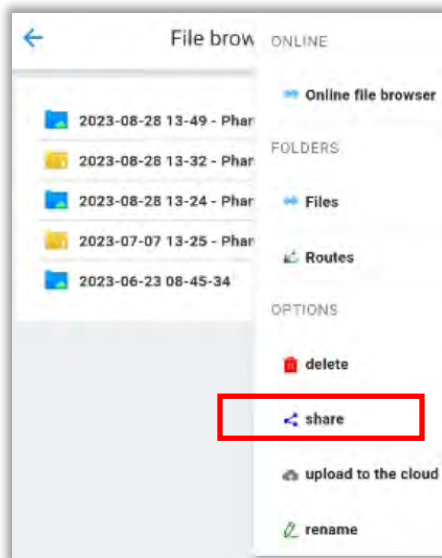 File brow
2023-08-28 13-49 - Phar
2023-08-28 13-32 - Phar
2023-08-28 13-24 - Phar
2023-07-07 13-25 - Phar
2023-06-23 08-45-34
ONLINE
Online file browser
FOLDERS
Files
Routes
OPTIONS
delete
share
upload to the cloud
rename